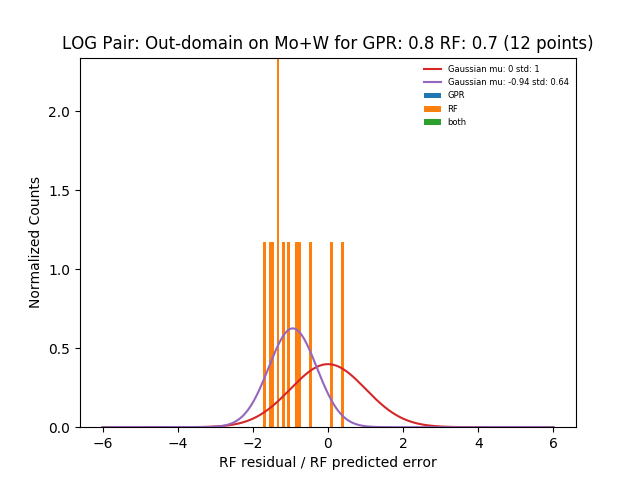 LOG Pair: Out-domain on Mo+W for GPR: 0.8 RF: 0.7 (12 points)
Gaussian mu: 0 std: 1
Gaussian mu: -0.94 std: 0.64
GPR
RF
both
Normalized Counts
2.0
1.5
1.0
0.5
0.0
−6 −4 −2 0 2 4 6
RF residual / RF predicted error